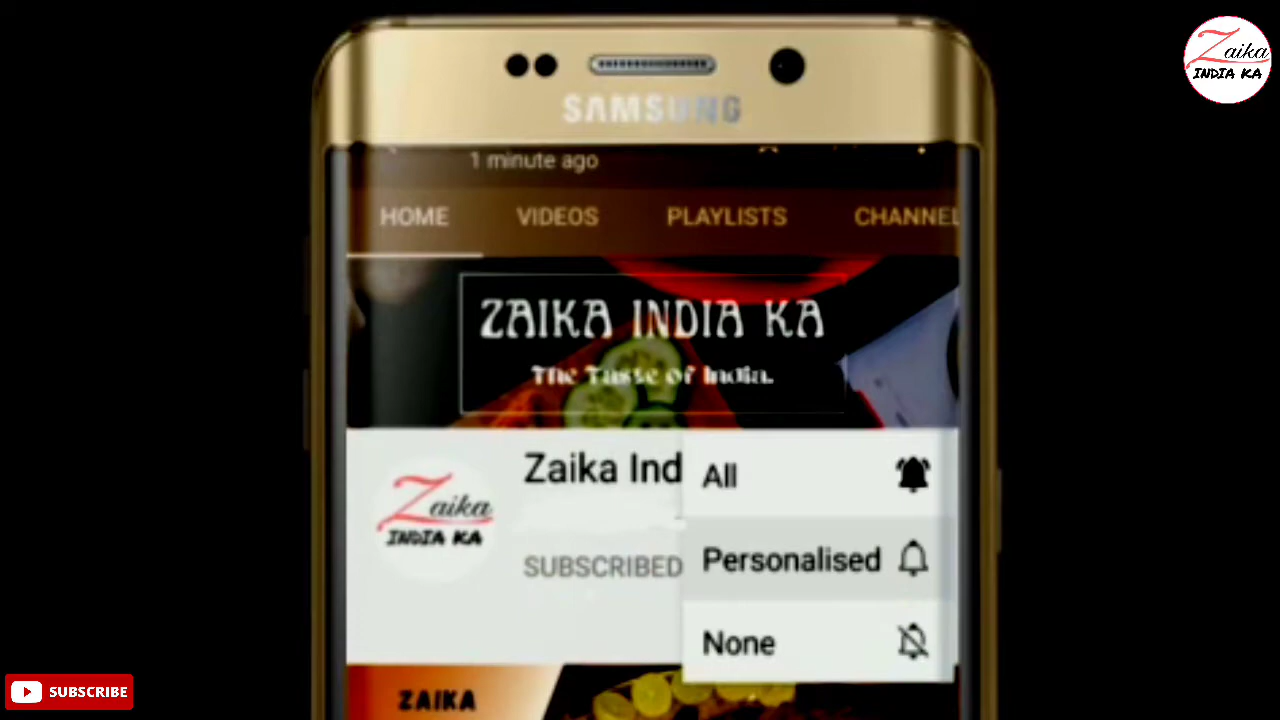 Zaika
INDIA KA
SAMSUNG
1 minute ago
HOME VIDEOS PLAYLISTS CHANNEL
ZAIKA INDIA KA
The Taste of India.
Zaika Ind
All
Zaika
INDIA KA
SUBSCRIBED
Personalised
None
ZAIKA
SUBSCRIBE